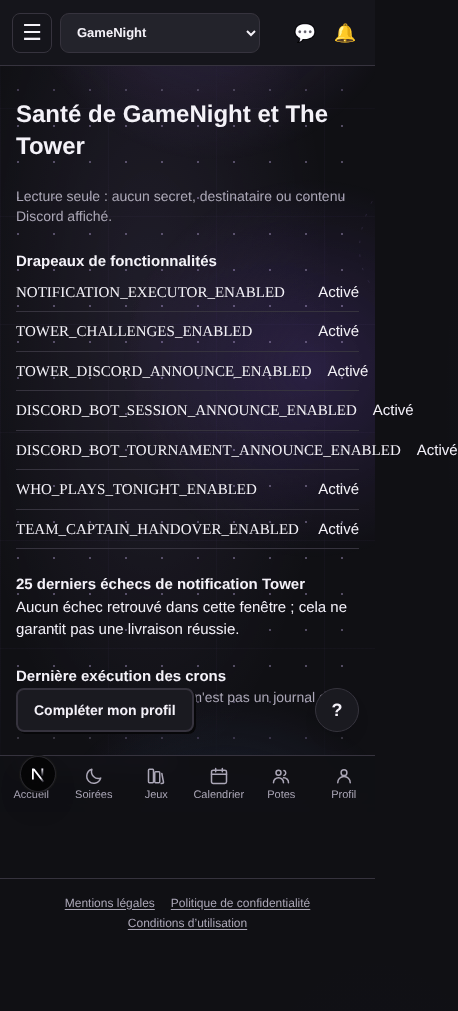 GameNight
Santé de GameNight et The
Tower
Lecture seule : aucun secret, destinataire ou contenu
Discord affiché.
Drapeaux de fonctionnalités
NOTIFICATION_EXECUTOR_ENABLED Activé
TOWER_CHALLENGES_ENABLED Activé
TOWER_DISCORD_ANNOUNCE_ENABLED Activé
DISCORD_BOT_SESSION_ANNOUNCE_ENABLED Activé
DISCORD_BOT_TOURNAMENT_ANNOUNCE_ENABLED Activé
WHO_PLAYS_TONIGHT_ENABLED Activé
TEAM_CAPTAIN_HANDOVER_ENABLED Activé
25 derniers échecs de notification Tower
Aucun échec retrouvé dans cette fenêtre ; cela ne
garantit pas une livraison réussie.
Dernière exécution des crons
n'est pas un journal
Compléter mon profil ?
N
Accueil Soirées Jeux Calendrier Potes Profil
Mentions légales Politique de confidentialité
Conditions d'utilisation